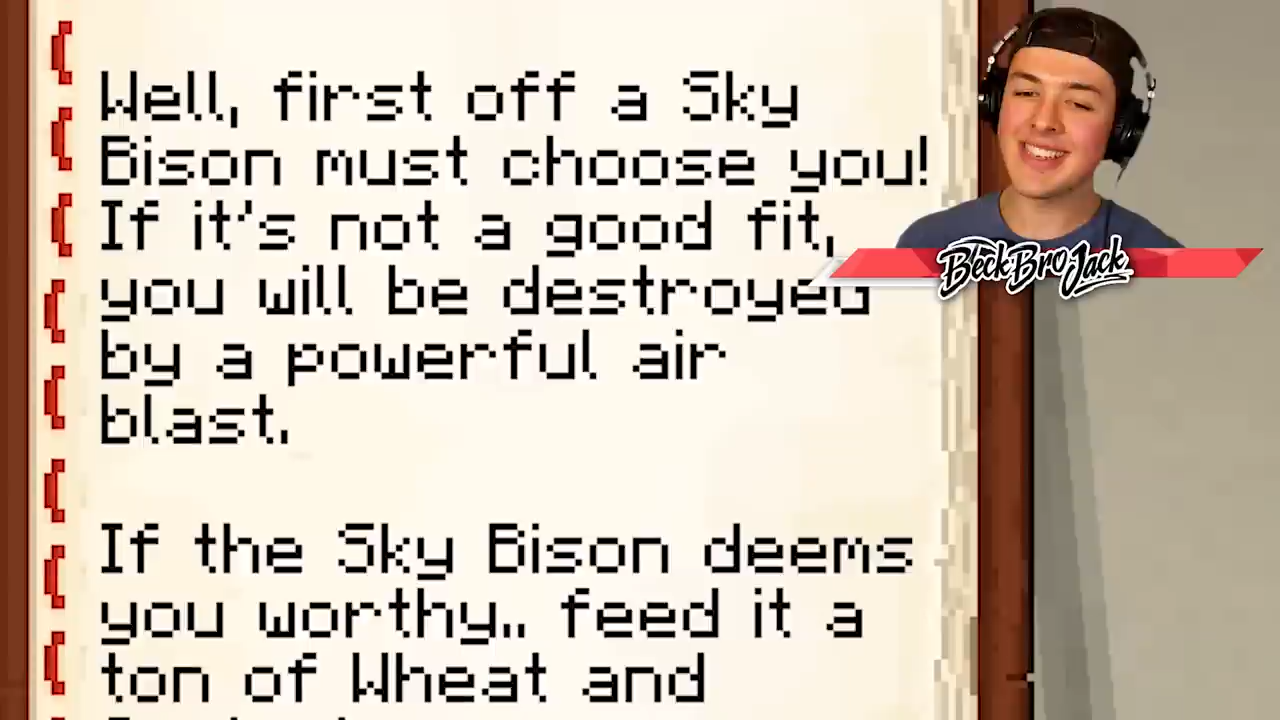 Well, first off a Sky
Bison must choose you!
If it's not a good fit,
you will be destroyed
by a powerful air
blast.
If the Sky Bison deems
you worthy.. feed it a
ton of Wheat and
BeckBroJack